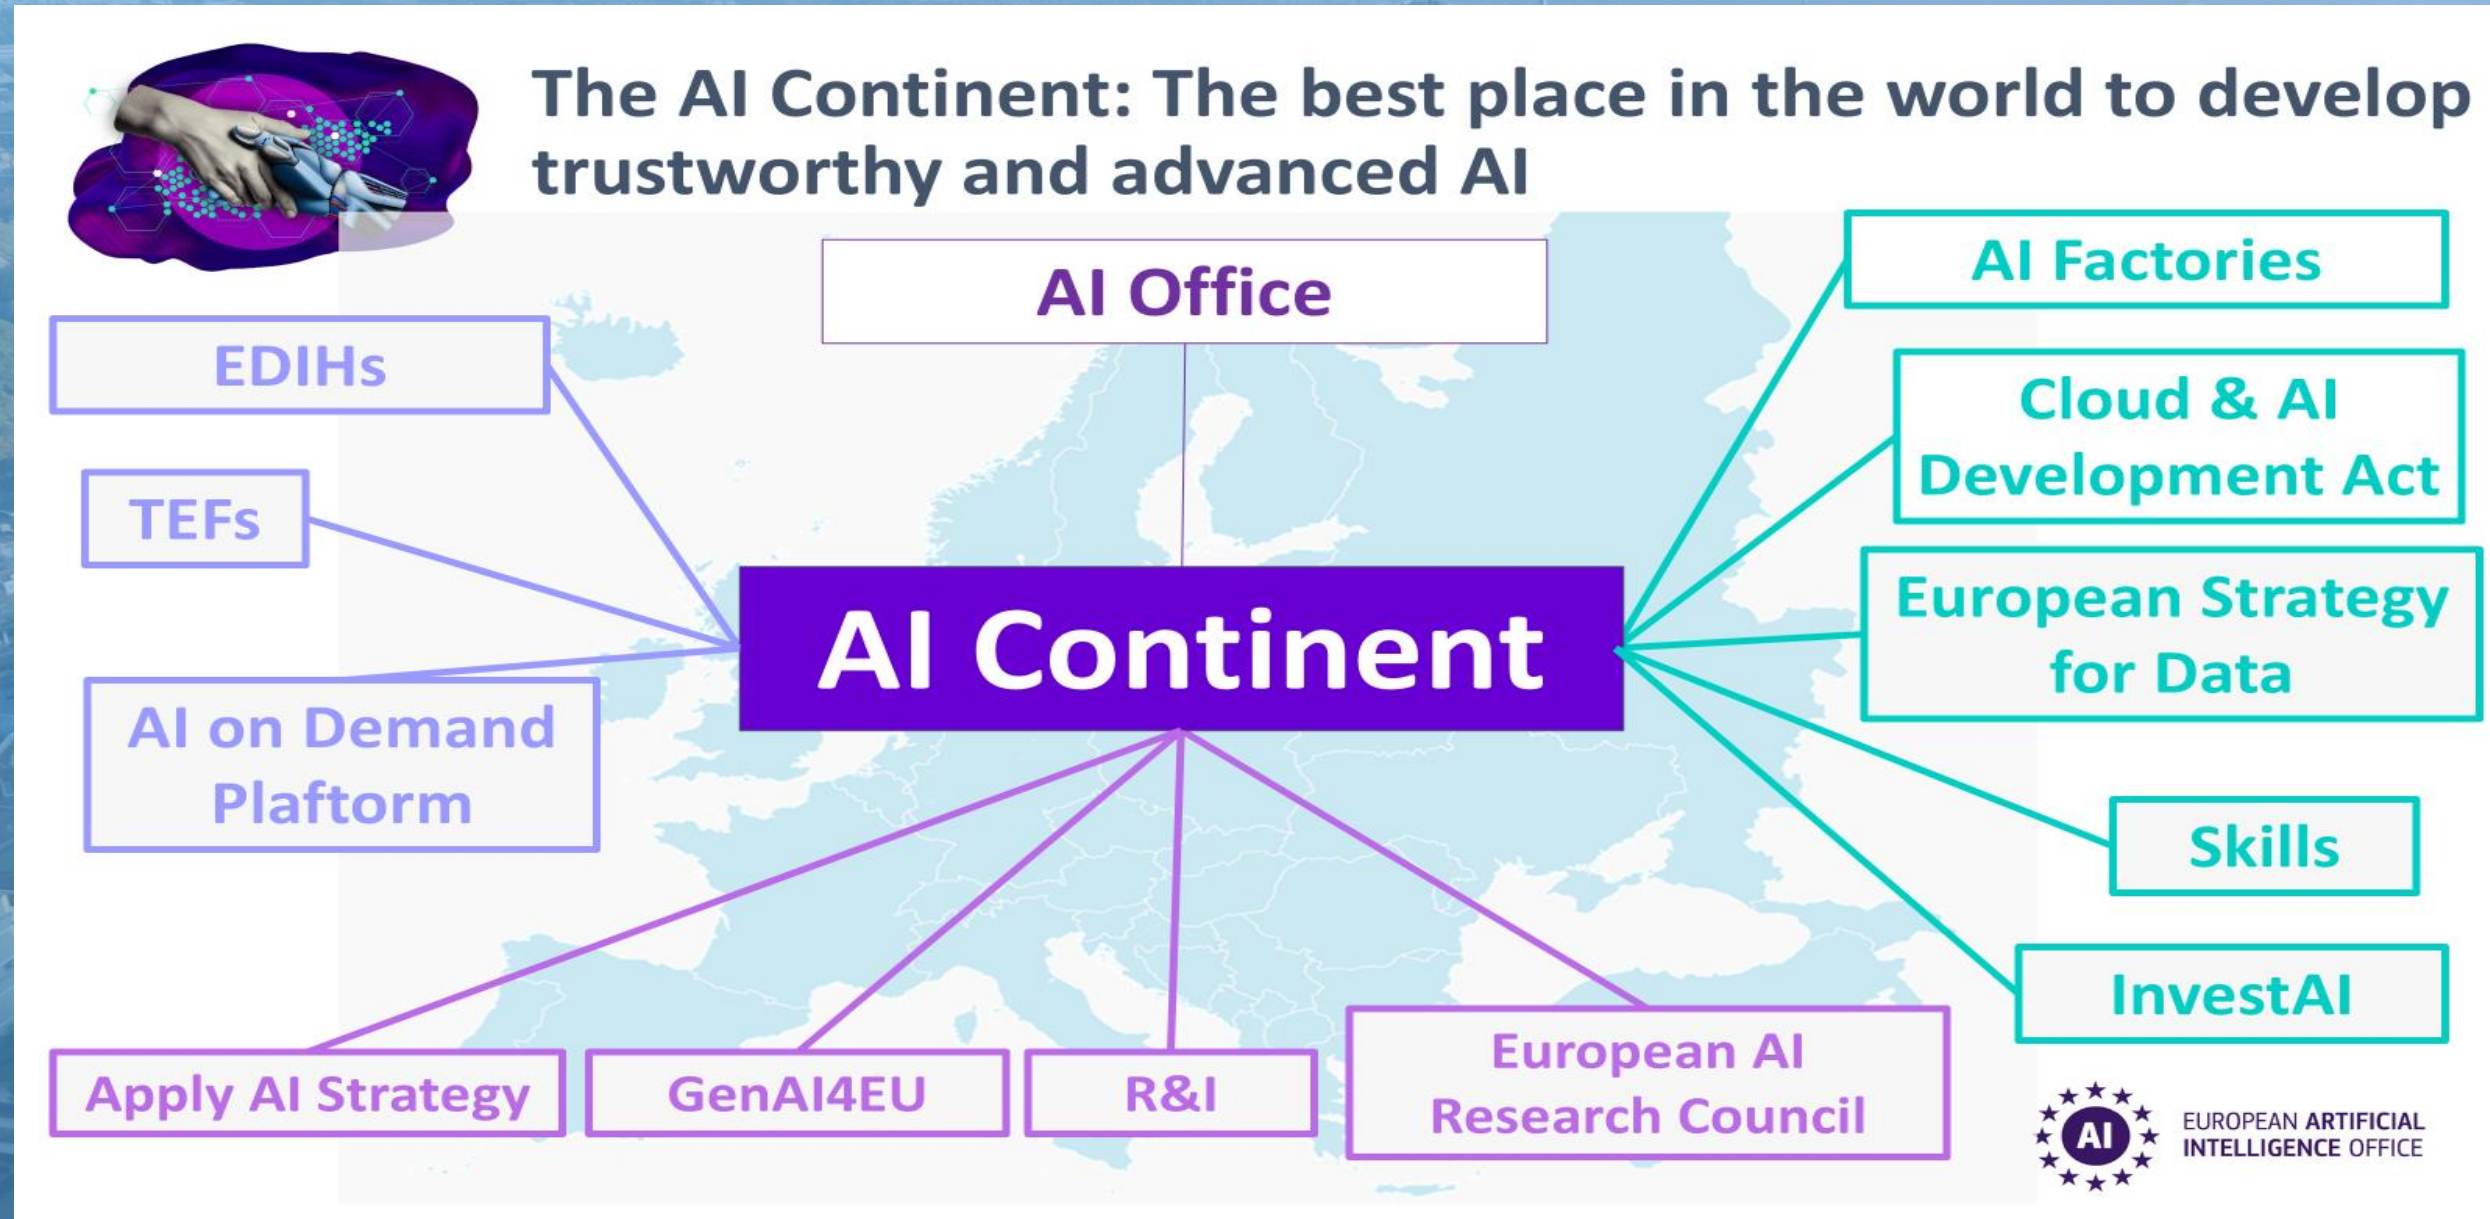 The AI Continent: The best place in the world to develop
trustworthy and advanced AI
AI Office
EDIHs
TEFs
AI on Demand
Plaftorm
AI Continent
AI Factories
Cloud & AI
Development Act
European Strategy
for Data
Skills
InvestAI
Apply AI Strategy
GenAI4EU
R&I
European AI
Research Council
AI
EUROPEAN ARTIFICIAL
INTELLIGENCE OFFICE